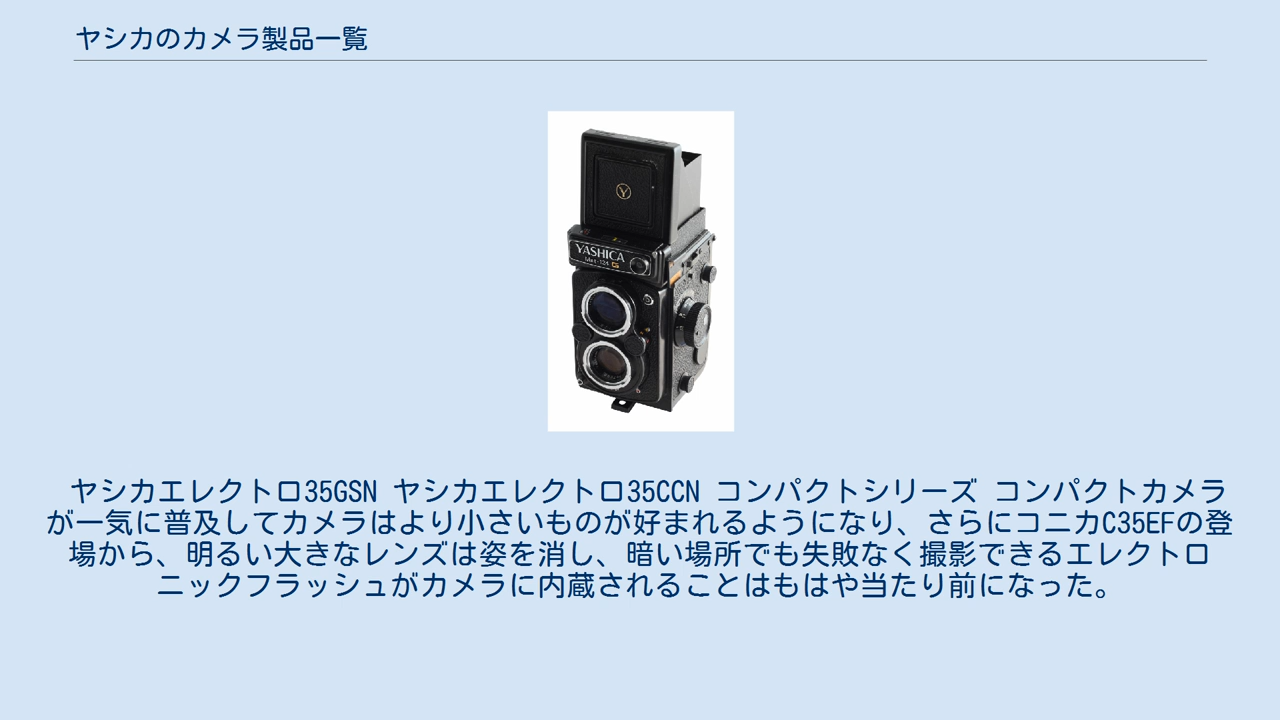 ヤシカのカメラ製品一覧
Y
YASHICA
Mat-124 G
ヤシカエレクトロ35GSN ヤシカエレクトロ35CCN コンパクトシリーズ コンパクトカメラ
が一気に普及してカメラはより小さいものが好まれるようになり、さらにコニカC35EFの登
場から、明るい大きなレンズは姿を消し、暗い場所でも失敗なく撮影できるエレクトロ
ニックフラッシュがカメラに内蔵されることはもはや当たり前になった。